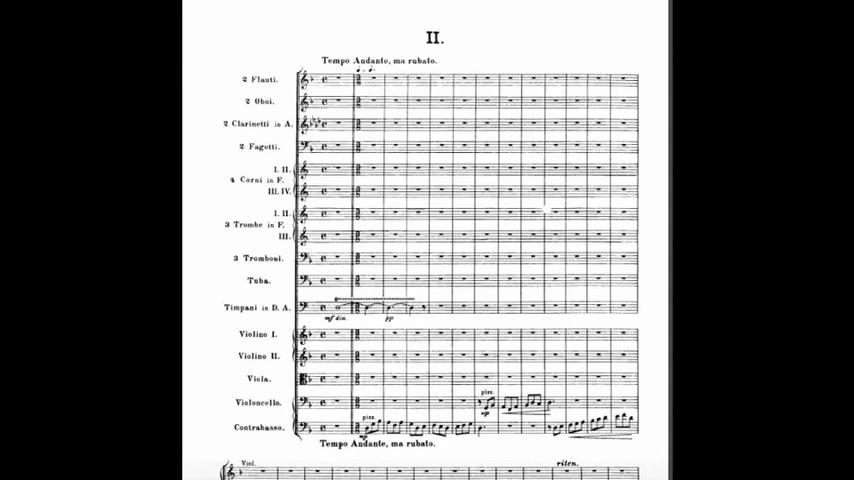 II.
Tempo Andante, ma rubato.
2 Flauti.
2 Oboi.
2 Clarinetti in A.
2 Fagotti.
I. II.
4 Corni in F.
III. IV.
I. II.
3 Trombe in F.
III.
3 Tromboni.
Tuba.
Timpani in D. A.
mf dim. pp
Violino I.
Violino II.
Viola.
pizz.
Violoncello.
mp
pizz.
Contrabasso.
mp
Tempo Andante, ma rubato.
Viol. riten.